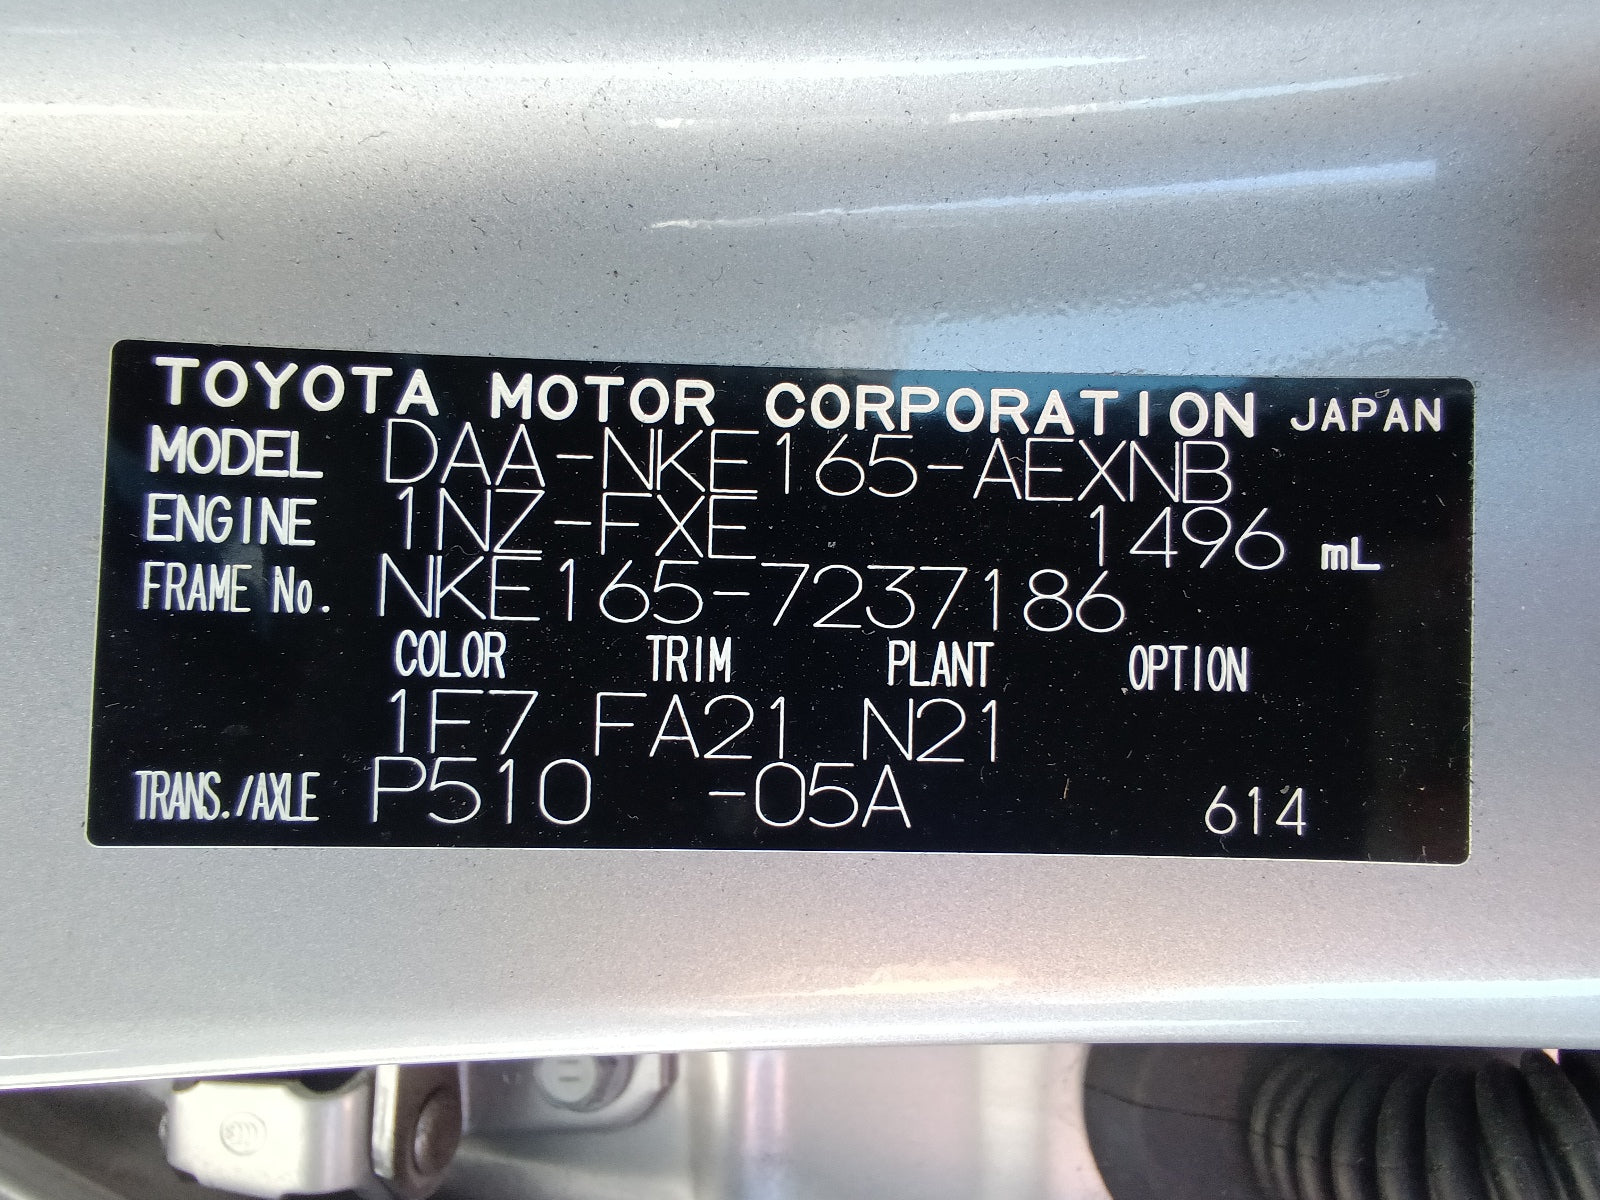 TOYOTA MOTOR CORPORATION JAPAN
MODEL DAA-NKE165-AEXNB
ENGINE 1NZ-FXE 1496 mL
FRAME No. NKE165-7237186
COLOR TRIM PLANT OPTION
1F7 FA21 N21
TRANS./AXLE P510 -05A 614